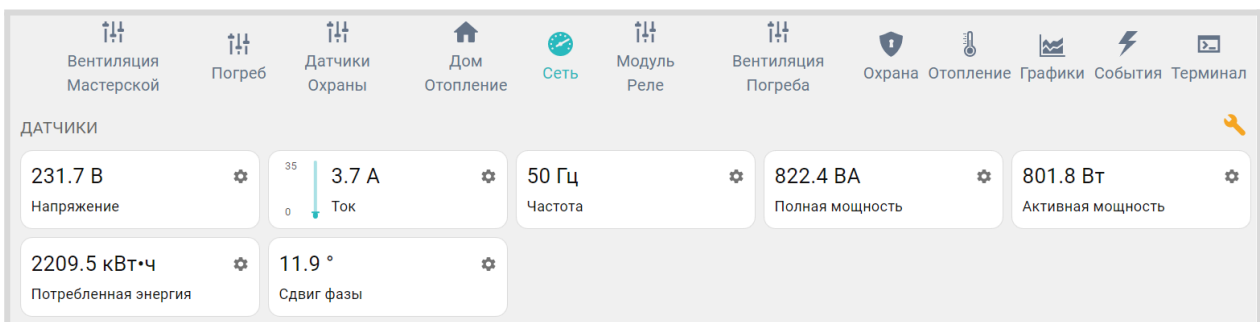 Вентиляция
Мастерской
Погреб
Датчики
Охраны
Дом
Отопление
Сеть
Модуль
Реле
Вентиляция
Погреба
Охрана
Отопление
Графики
События
Терминал
ДАТЧИКИ
231.7 В
Напряжение
35
0
3.7 А
Ток
50 Гц
Частота
822.4 ВА
Полная мощность
801.8 Вт
Активная мощность
2209.5 кВт•ч
Потребленная энергия
11.9 °
Сдвиг фазы